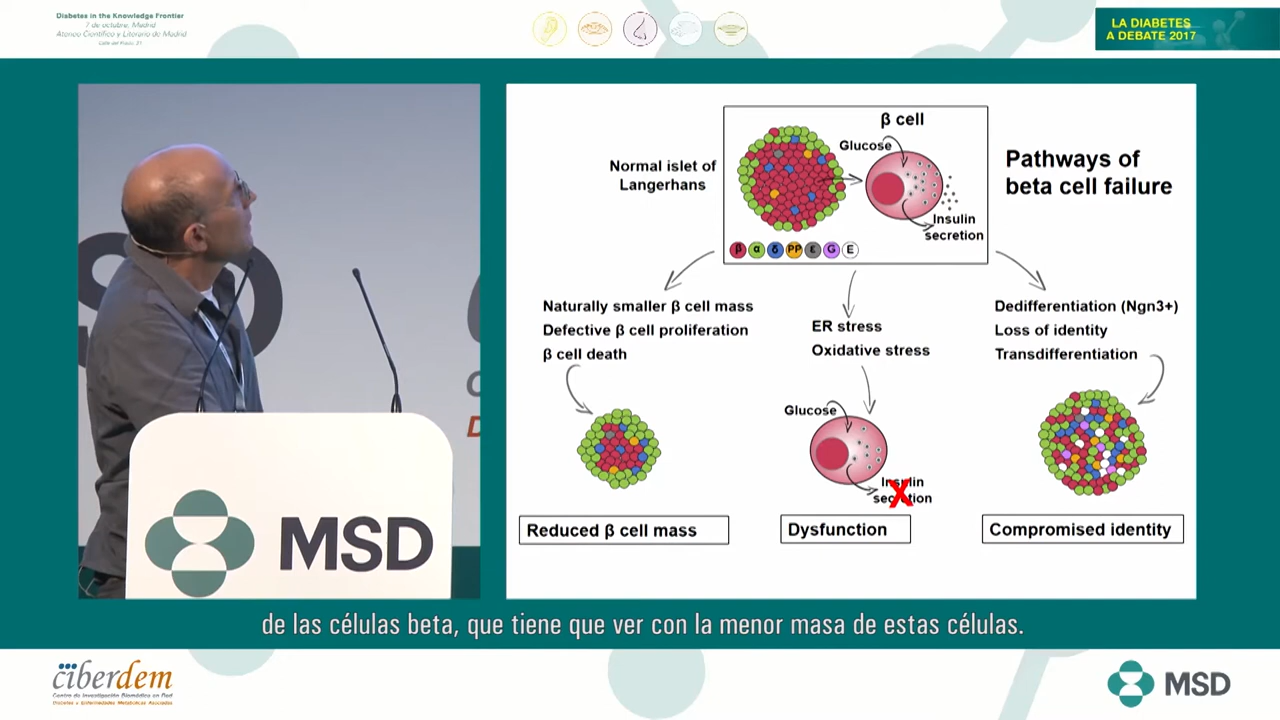 Diabetes in the Knowledge Frontier
7 de octubre, Madrid
Ateneo Científico y Literario de Madrid
Calle del Prado, 21
LA DIABETES
A DEBATE 2017
β cell
Glucose
Normal islet of
Langerhans
Insulin
secretion
β α δ PP ε G E
Pathways of
beta cell failure
Naturally smaller β cell mass
Defective β cell proliferation
β cell death
ER stress
Oxidative stress
Dedifferentiation (Ngn3+)
Loss of identity
Transdifferentiation
Glucose
Insulin
secretion
X
Reduced β cell mass
Dysfunction
Compromised identity
MSD
de las células beta, que tiene que ver con la menor masa de estas células.
ciberdem
Centro de Investigación Biomédica en Red
Diabetes y Enfermedades Metabólicas Asociadas
MSD